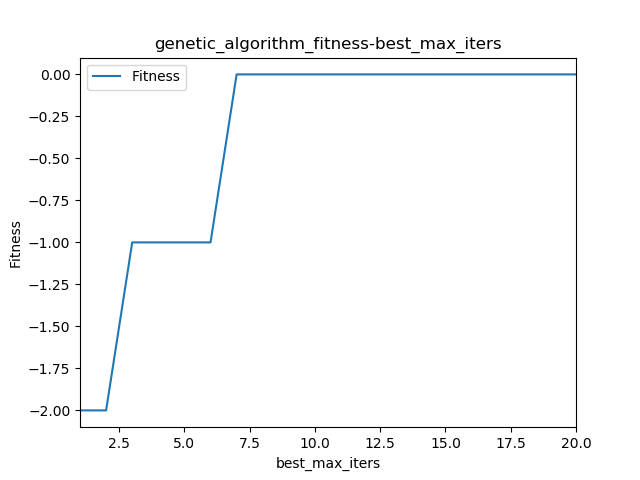 genetic_algorithm_fitness-best_max_iters
Fitness
0.00
−0.25
−0.50
−0.75
−1.00
−1.25
−1.50
−1.75
−2.00
Fitness
2.5 5.0 7.5 10.0 12.5 15.0 17.5 20.0
best_max_iters